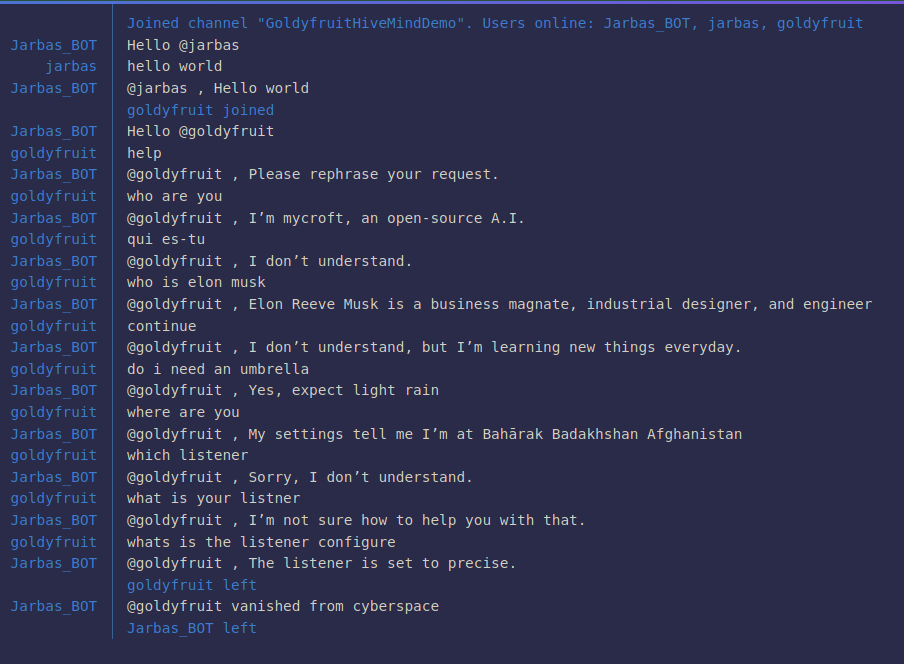 Joined channel "GoldyfruitHiveMindDemo". Users online: Jarbas_BOT, jarbas, goldyfruit
Jarbas_BOT Hello @jarbas
jarbas hello world
Jarbas_BOT @jarbas , Hello world
goldyfruit joined
Jarbas_BOT Hello @goldyfruit
goldyfruit help
Jarbas_BOT @goldyfruit , Please rephrase your request.
goldyfruit who are you
Jarbas_BOT @goldyfruit , I’m mycroft, an open-source A.I.
goldyfruit qui es-tu
Jarbas_BOT @goldyfruit , I don’t understand.
goldyfruit who is elon musk
Jarbas_BOT @goldyfruit , Elon Reeve Musk is a business magnate, industrial designer, and engineer
goldyfruit continue
Jarbas_BOT @goldyfruit , I don’t understand, but I’m learning new things everyday.
goldyfruit do i need an umbrella
Jarbas_BOT @goldyfruit , Yes, expect light rain
goldyfruit where are you
Jarbas_BOT @goldyfruit , My settings tell me I’m at Bahārak Badakhshan Afghanistan
goldyfruit which listener
Jarbas_BOT @goldyfruit , Sorry, I don’t understand.
goldyfruit what is your listner
Jarbas_BOT @goldyfruit , I’m not sure how to help you with that.
goldyfruit whats is the listener configure
Jarbas_BOT @goldyfruit , The listener is set to precise.
goldyfruit left
Jarbas_BOT @goldyfruit vanished from cyberspace
Jarbas_BOT left